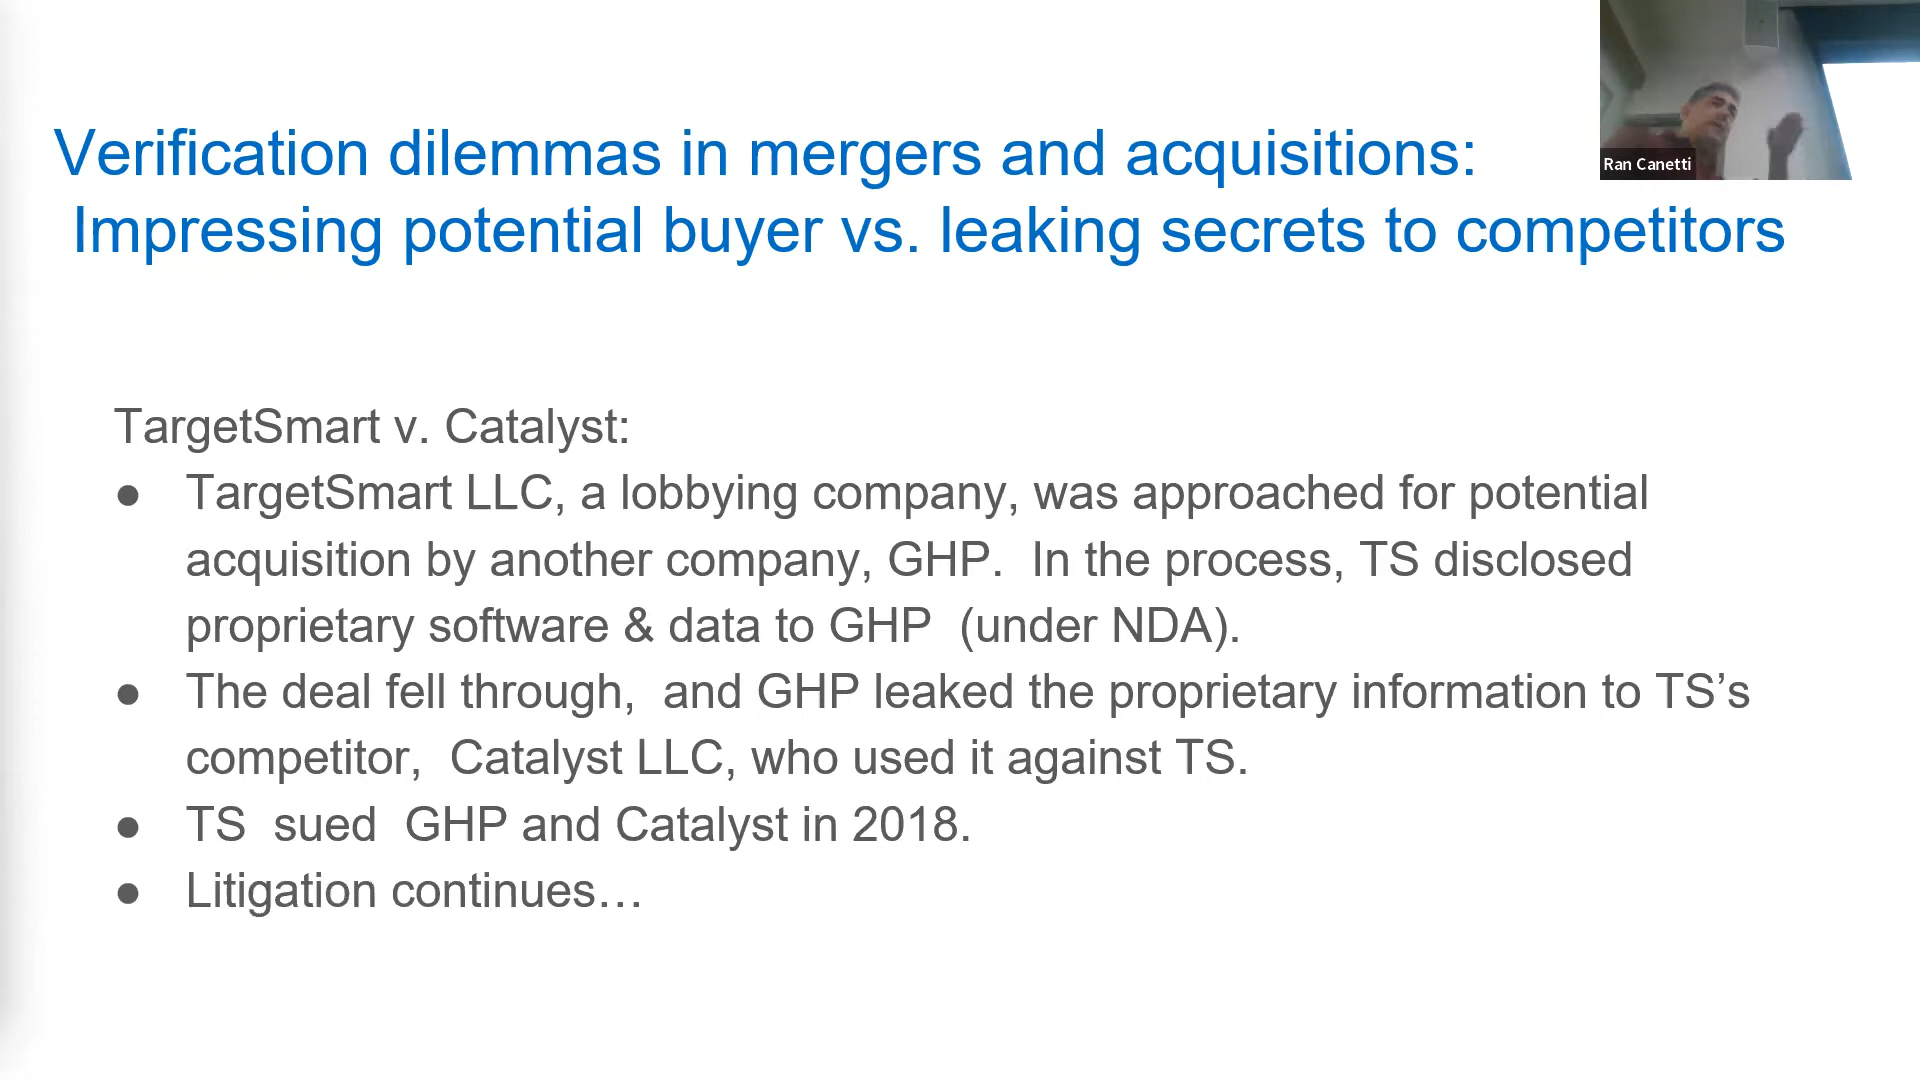 Verification dilemmas in mergers and acquisitions:
Impressing potential buyer vs. leaking secrets to competitors
Ran Canetti
TargetSmart v. Catalyst:
● TargetSmart LLC, a lobbying company, was approached for potential
acquisition by another company, GHP. In the process, TS disclosed
proprietary software & data to GHP (under NDA).
● The deal fell through, and GHP leaked the proprietary information to TS’s
competitor, Catalyst LLC, who used it against TS.
● TS sued GHP and Catalyst in 2018.
● Litigation continues…